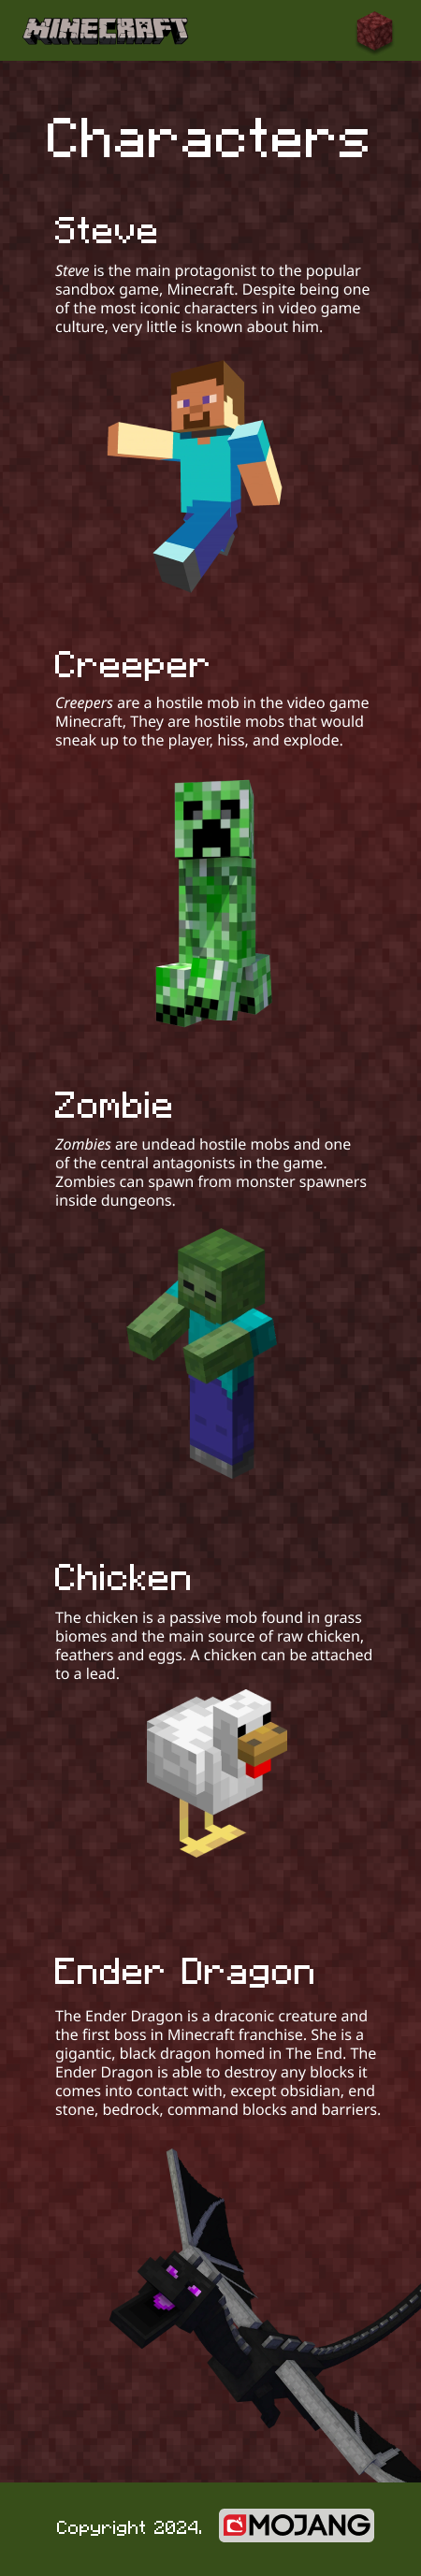 MINECRAFT
Characters
Steve
Steve is the main protagonist to the popular
sandbox game, Minecraft. Despite being one
of the most iconic characters in video game
culture, very little is known about him.
Creeper
Creepers are a hostile mob in the video game
Minecraft, They are hostile mobs that would
sneak up to the player, hiss, and explode.
Zombie
Zombies are undead hostile mobs and one
of the central antagonists in the game.
Zombies can spawn from monster spawners
inside dungeons.
Chicken
The chicken is a passive mob found in grass
biomes and the main source of raw chicken,
feathers and eggs. A chicken can be attached
to a lead.
Ender Dragon
The Ender Dragon is a draconic creature and
the first boss in Minecraft franchise. She is a
gigantic, black dragon homed in The End. The
Ender Dragon is able to destroy any blocks it
comes into contact with, except obsidian, end
stone, bedrock, command blocks and barriers.
Copyright 2024. MOJANG